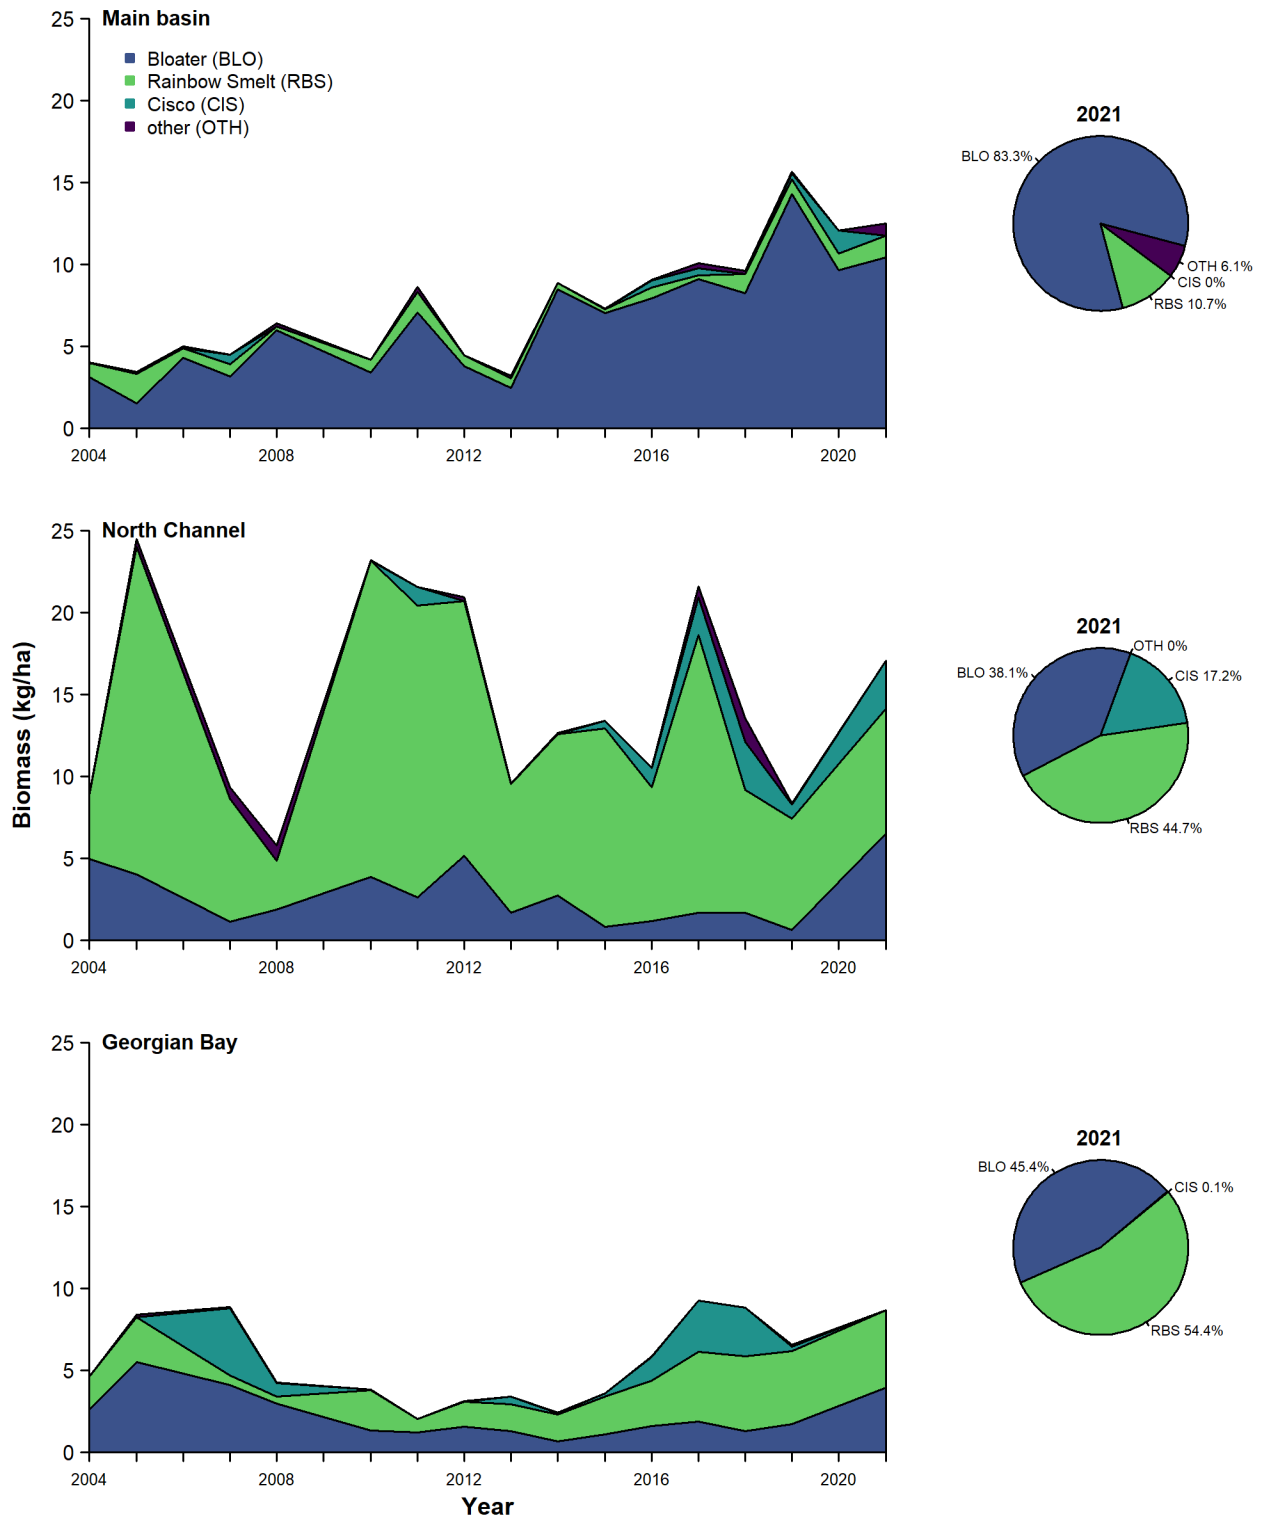 Main basin
25
20
15
10
5
0
Bloater (BLO)
Rainbow Smelt (RBS)
Cisco (CIS)
other (OTH)
2004 2008 2012 2016 2020
2021
BLO 83.3%
OTH 6.1%
CIS 0%
RBS 10.7%
North Channel
25
20
15
10
5
0
2004 2008 2012 2016 2020
Biomass (kg/ha)
2021
OTH 0%
BLO 38.1%
CIS 17.2%
RBS 44.7%
Georgian Bay
25
20
15
10
5
0
2004 2008 2012 2016 2020
Year
2021
BLO 45.4%
CIS 0.1%
RBS 54.4%